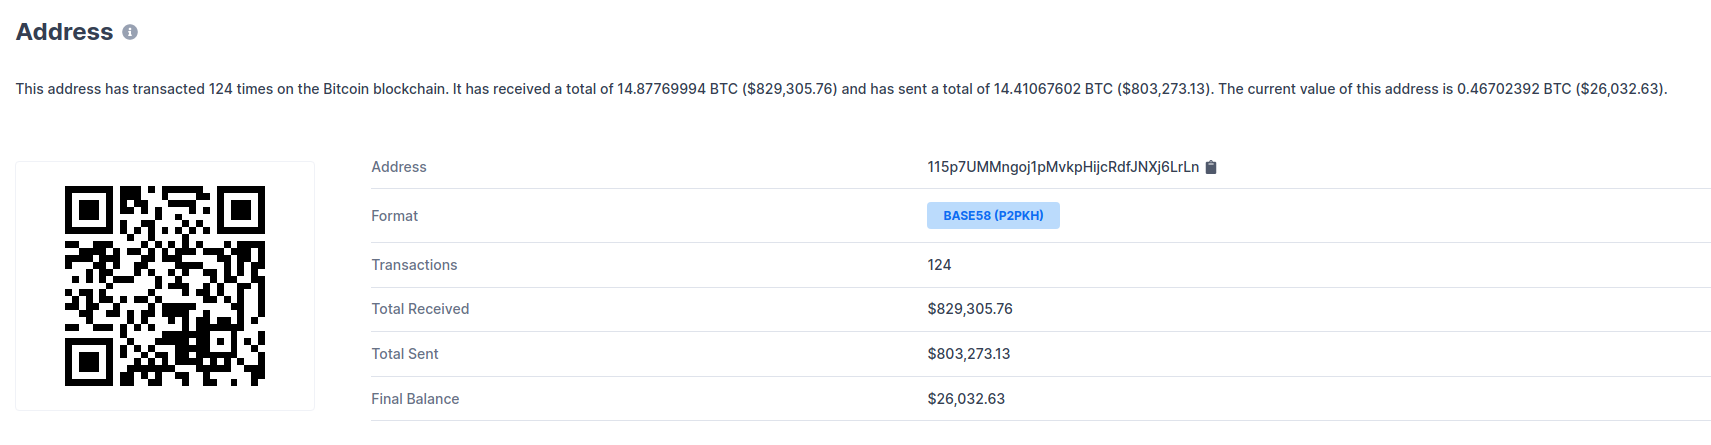 Address
This address has transacted 124 times on the Bitcoin blockchain. It has received a total of 14.87769994 BTC ($829,305.76) and has sent a total of 14.41067602 BTC ($803,273.13). The current value of this address is 0.46702392 BTC ($26,032.63).
Address 115p7UMMngoj1pMvkpHijcRdfJNXj6LrLn
Format BASE58 (P2PKH)
Transactions 124
Total Received $829,305.76
Total Sent $803,273.13
Final Balance $26,032.63